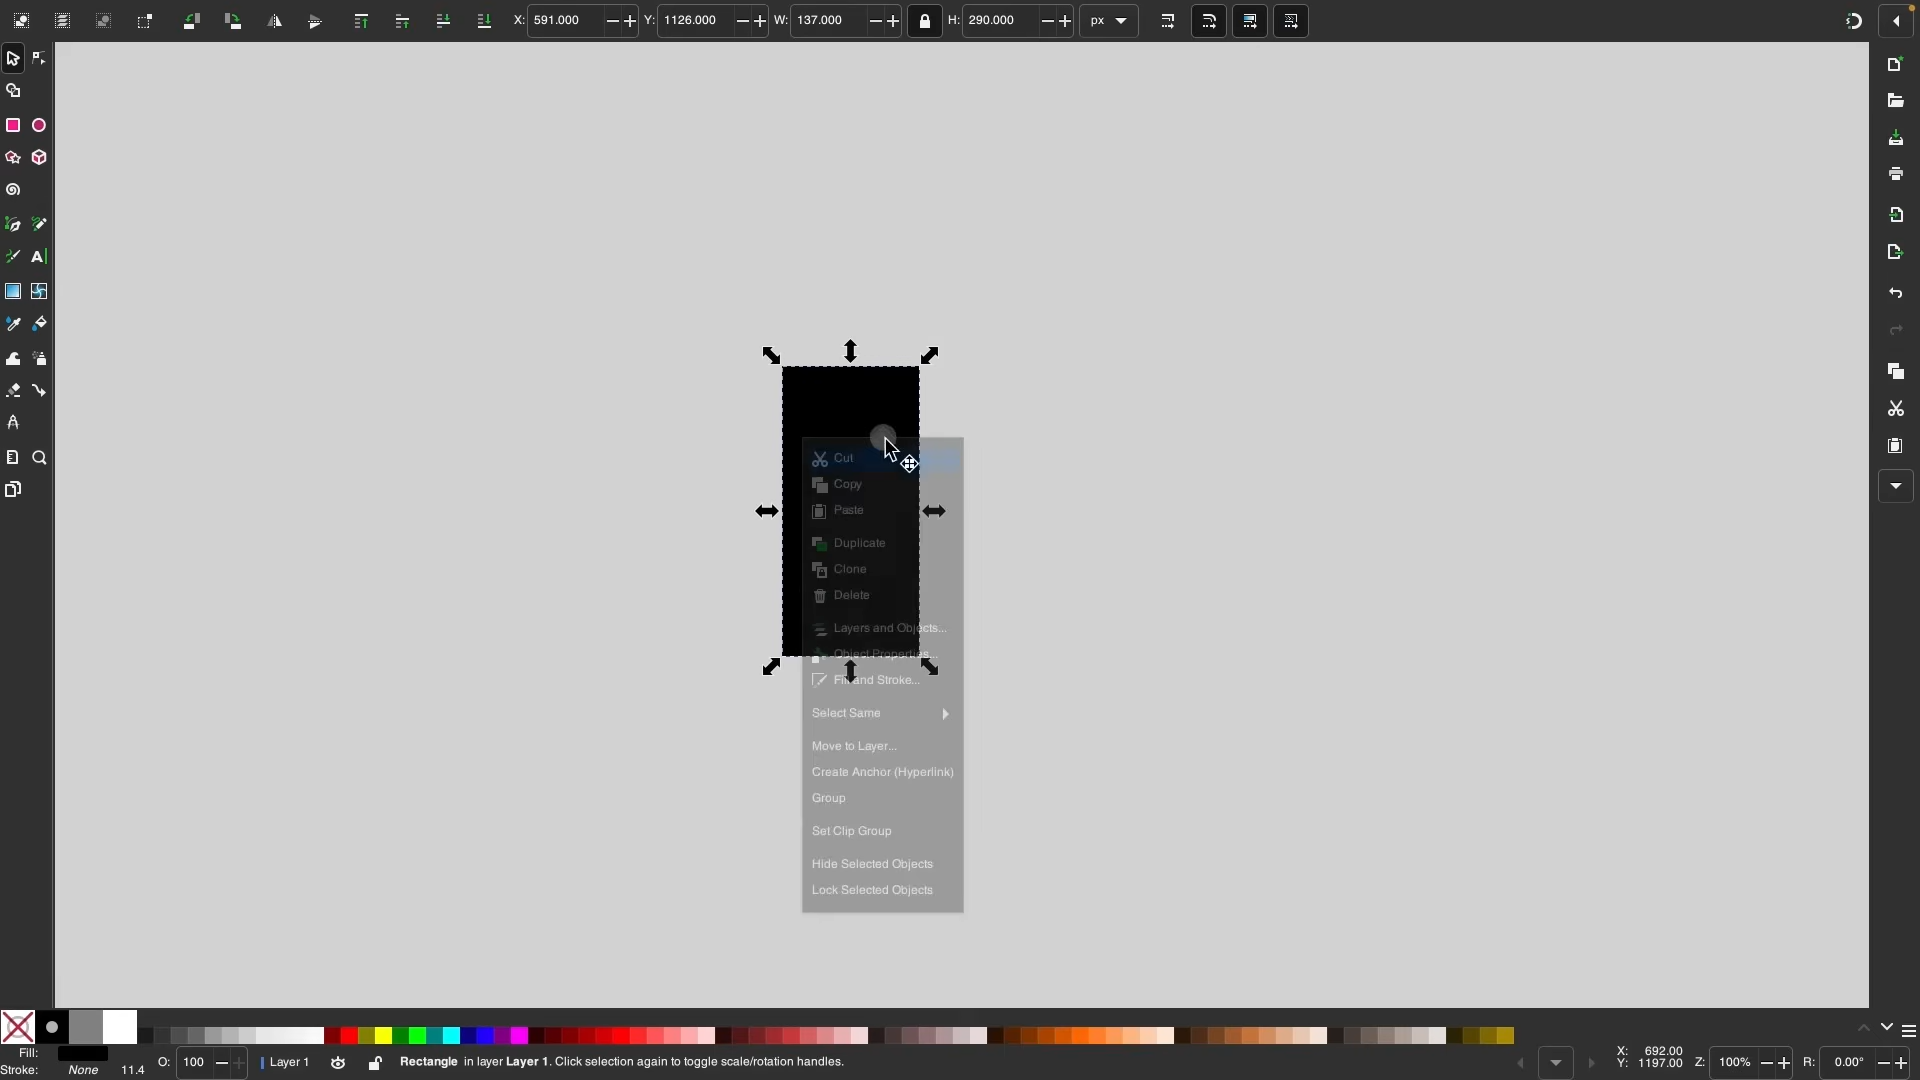 X: 591.000 Y: 1126.000 W: 137.000 H: 290.000 px
Cut
Copy
Paste
Duplicate
Clone
Delete
Layers and Objects...
Object Properties...
Fill and Stroke...
Select Same
Move to Layer...
Create Anchor (Hyperlink)
Group
Set Clip Group
Hide Selected Objects
Lock Selected Objects
Fill:
Stroke: None 11.4
O: 100
Layer 1
Rectangle in layer Layer 1. Click selection again to toggle scale/rotation handles.
X: 692.00
Y: 1197.00
Z: 100%
R: 0.00°